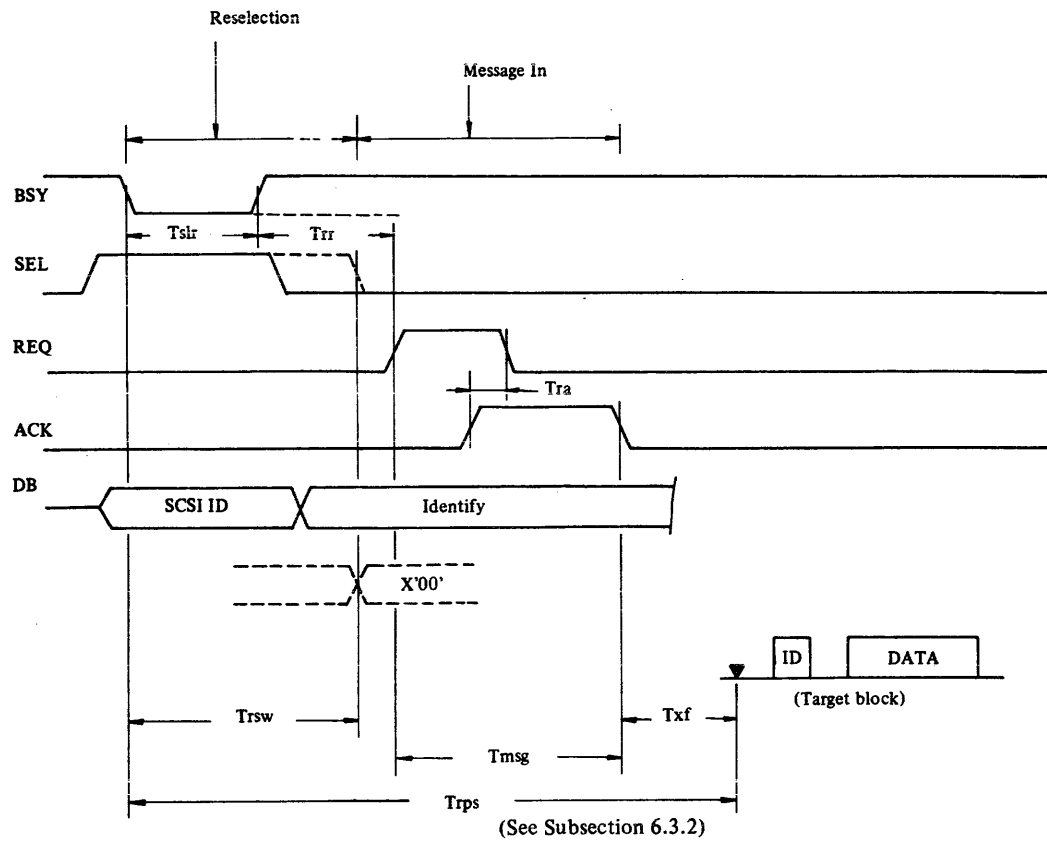 Reselection
Message In
BSY
Tslr
Trr
SEL
REQ
Tra
ACK
DB
SCSI ID
Identify
X'00'
ID
DATA
(Target block)
Trsw
Txf
Tmsg
Trps
(See Subsection 6.3.2)